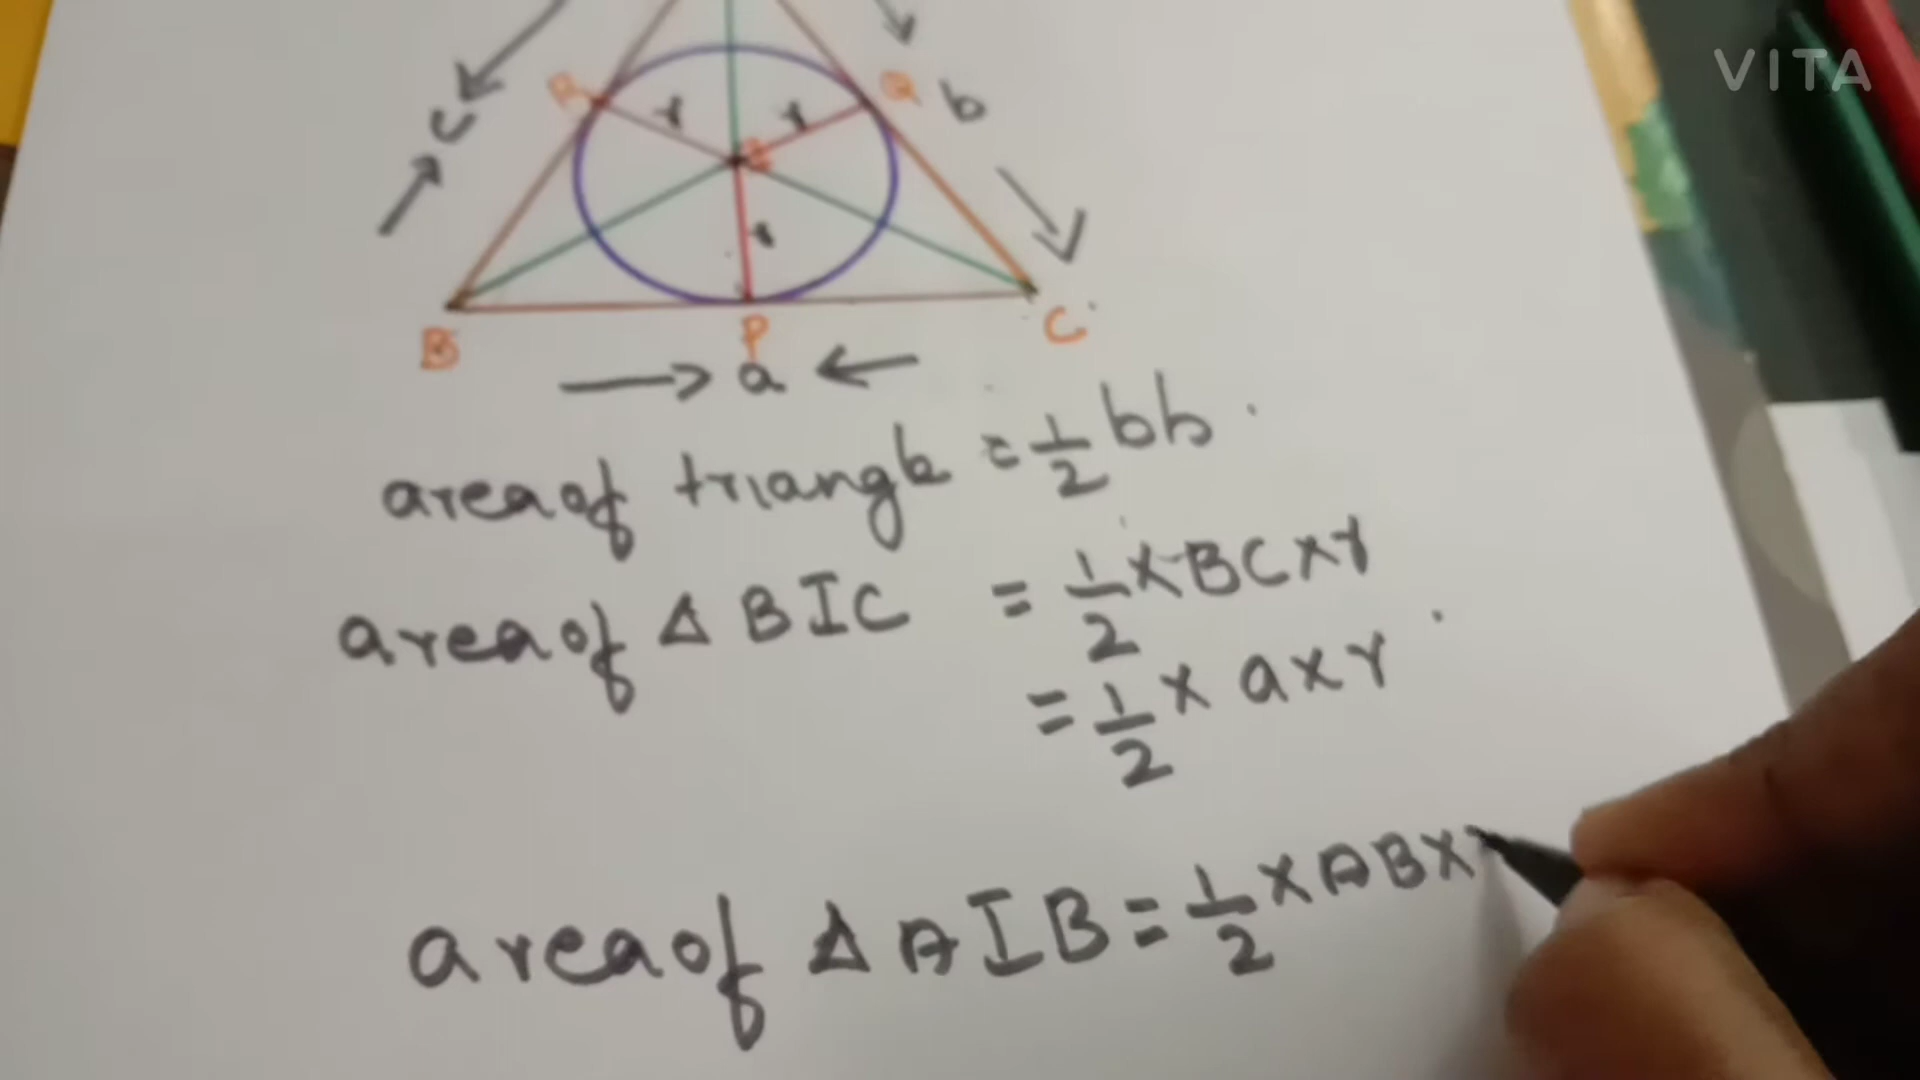 VITA
R r r Q b
c
I
r
B P C
a
area of triangle = 1/2 bh.
area of Δ BIC = 1/2 × BC × r
= 1/2 × a × r.
area of Δ AIB = 1/2 × AB ×